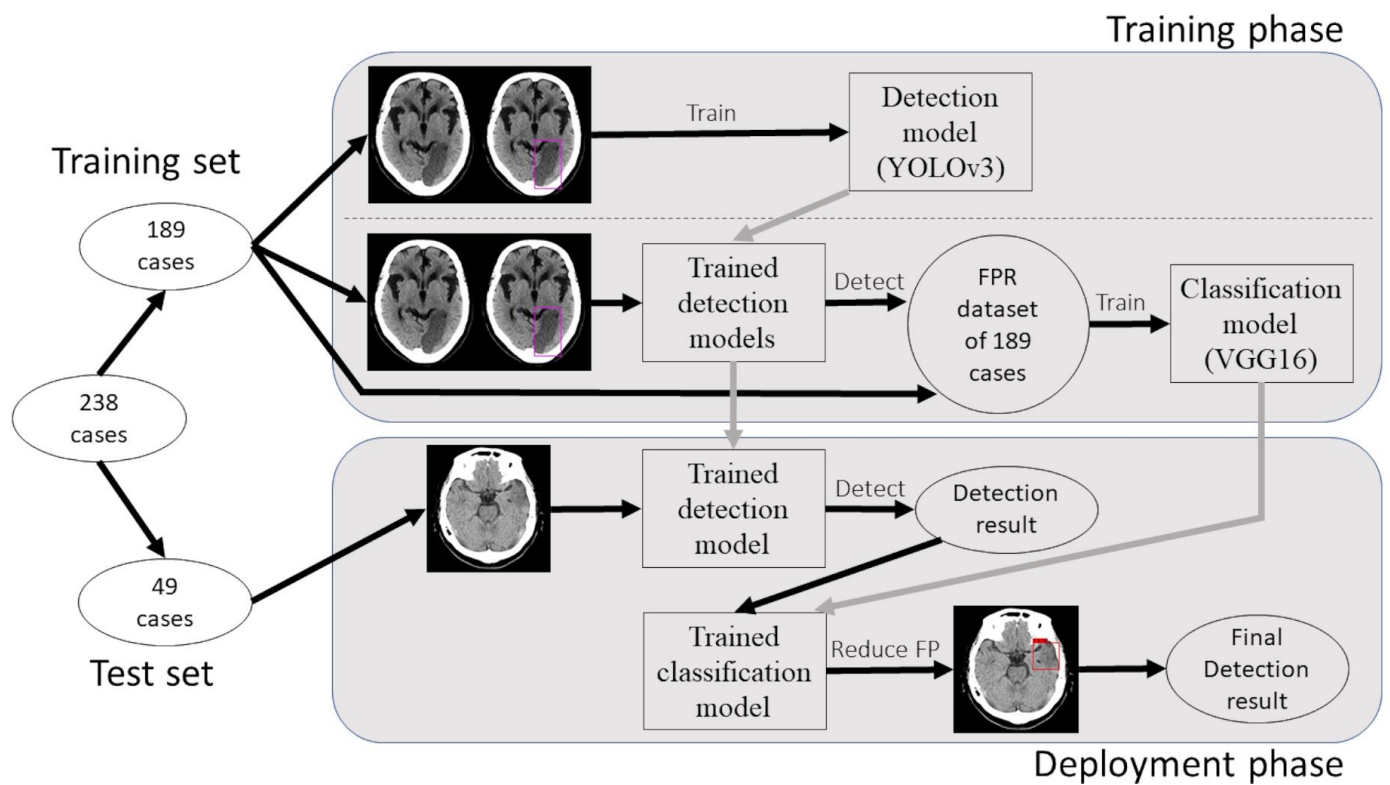 Training phase
Training set
Train
Detection
model
(YOLOv3)
189
cases
Trained
detection
models
Detect
FPR
dataset
of 189
cases
Train
Classification
model
(VGG16)
238
cases
49
cases
Test set
Trained
detection
model
Detect
Detection
result
Trained
classification
model
Reduce FP
Final
Detection
result
Deployment phase